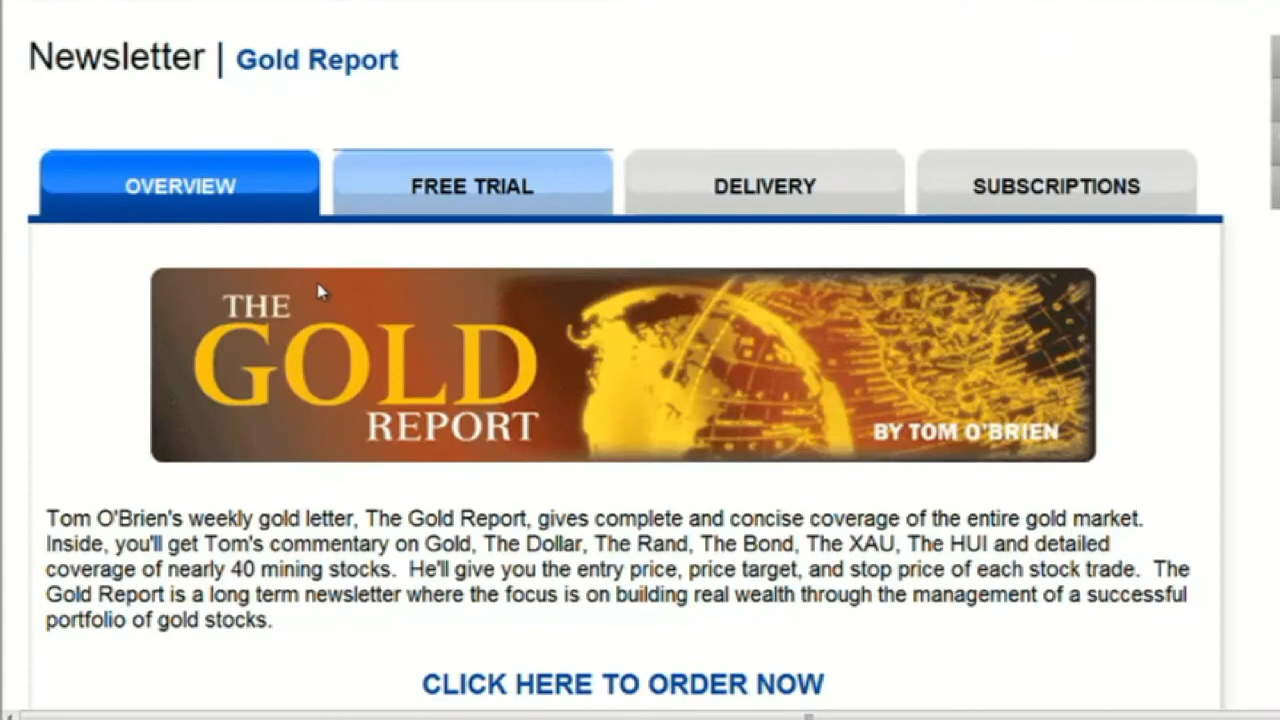 Newsletter | Gold Report
OVERVIEW FREE TRIAL DELIVERY SUBSCRIPTIONS
THE
GOLD
REPORT
BY TOM O'BRIEN
Tom O'Brien's weekly gold letter, The Gold Report, gives complete and concise coverage of the entire gold market.
Inside, you'll get Tom's commentary on Gold, The Dollar, The Rand, The Bond, The XAU, The HUI and detailed
coverage of nearly 40 mining stocks. He'll give you the entry price, price target, and stop price of each stock trade. The
Gold Report is a long term newsletter where the focus is on building real wealth through the management of a successful
portfolio of gold stocks.
CLICK HERE TO ORDER NOW